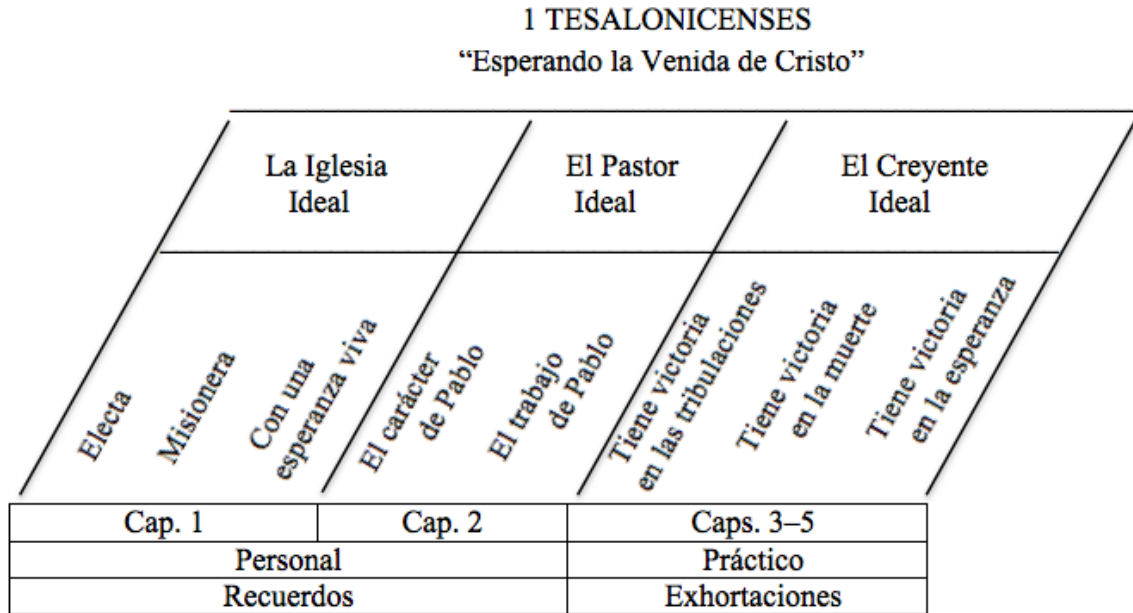 1 TESALONICENSES
“Esperando la Venida de Cristo”
La Iglesia
Ideal
El Pastor
Ideal
El Creyente
Ideal
Electa
Misionera
Con una
esperanza viva
El carácter
de Pablo
El trabajo
de Pablo
Tiene victoria
en las tribulaciones
Tiene victoria
en la muerte
Tiene victoria
en la esperanza
Cap. 1
Cap. 2
Caps. 3–5
Personal
Práctico
Recuerdos
Exhortaciones